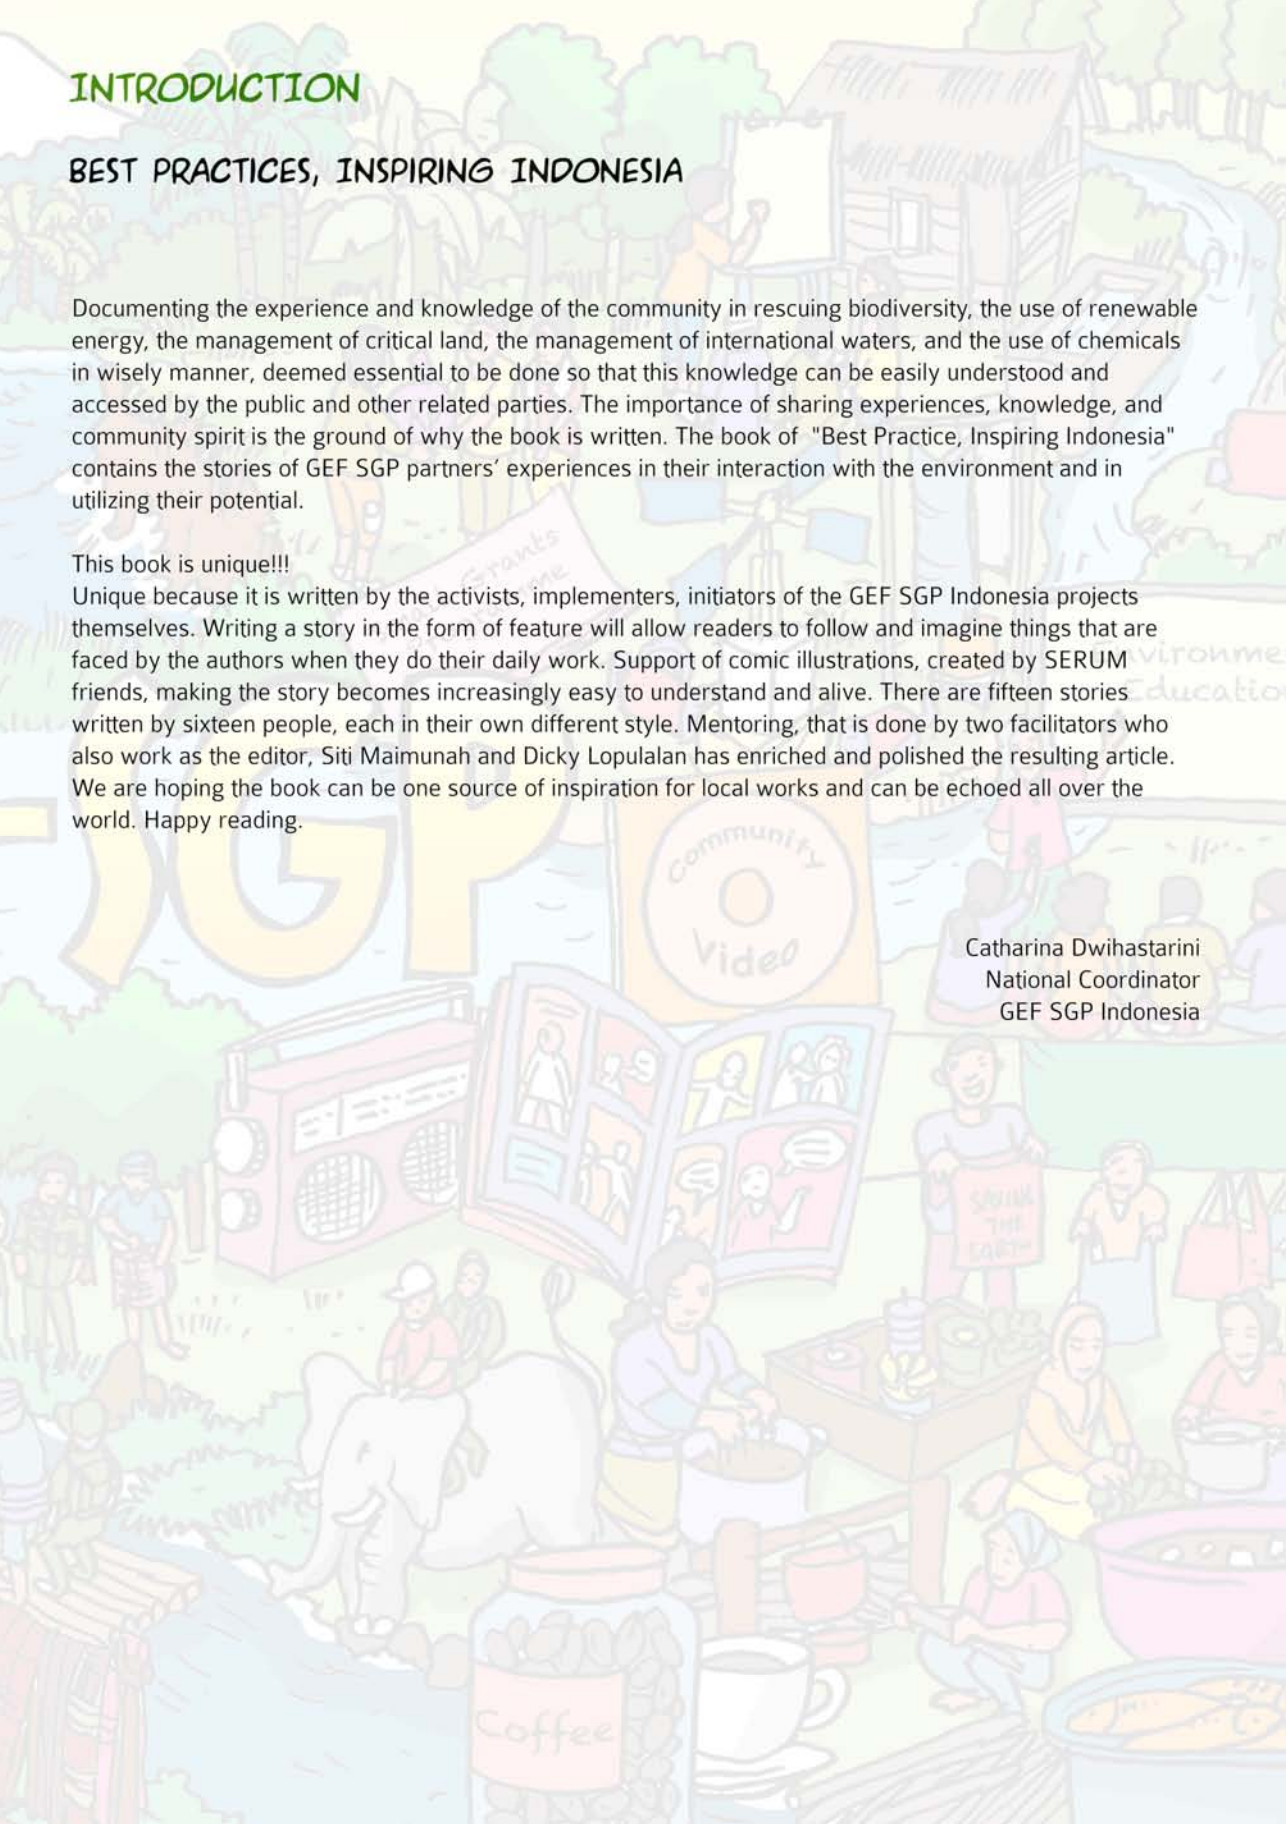 INTRODUCTION
BEST PRACTICES, INSPIRING INDONESIA
Documenting the experience and knowledge of the community in rescuing biodiversity, the use of renewable
energy, the management of critical land, the management of international waters, and the use of chemicals
in wisely manner, deemed essential to be done so that this knowledge can be easily understood and
accessed by the public and other related parties. The importance of sharing experiences, knowledge, and
community spirit is the ground of why the book is written. The book of "Best Practice, Inspiring Indonesia"
contains the stories of GEF SGP partners’ experiences in their interaction with the environment and in
utilizing their potential.
This book is unique!!!
Unique because it is written by the activists, implementers, initiators of the GEF SGP Indonesia projects
themselves. Writing a story in the form of feature will allow readers to follow and imagine things that are
faced by the authors when they do their daily work. Support of comic illustrations, created by SERUM
friends, making the story becomes increasingly easy to understand and alive. There are fifteen stories
written by sixteen people, each in their own different style. Mentoring, that is done by two facilitators who
also work as the editor, Siti Maimunah and Dicky Lopulalan has enriched and polished the resulting article.
We are hoping the book can be one source of inspiration for local works and can be echoed all over the
world. Happy reading.
Catharina Dwihastarini
National Coordinator
GEF SGP Indonesia
Grants
Environme
Educatio
SGP
Community
Video
SAVING
THE
EARTH
Coffee